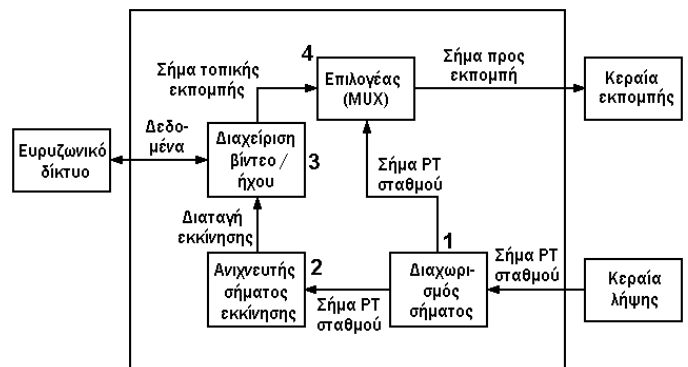 4
Σήμα τοπικής
εκπομπής
Επιλογέας
(MUX)
Σήμα προς
εκπομπή
Κεραία
εκπομπής
Ευρυζωνικό
δίκτυο
Δεδο-
μένα
Διαχείριση
βίντεο /
ήχου
3
Σήμα ΡΤ
σταθμού
Διαταγή
εκκίνησης
Ανιχνευτής
σήματος
εκκίνησης
2
Σήμα ΡΤ
σταθμού
1
Διαχωρι-
σμός
σήματος
Σήμα ΡΤ
σταθμού
Κεραία
λήψης